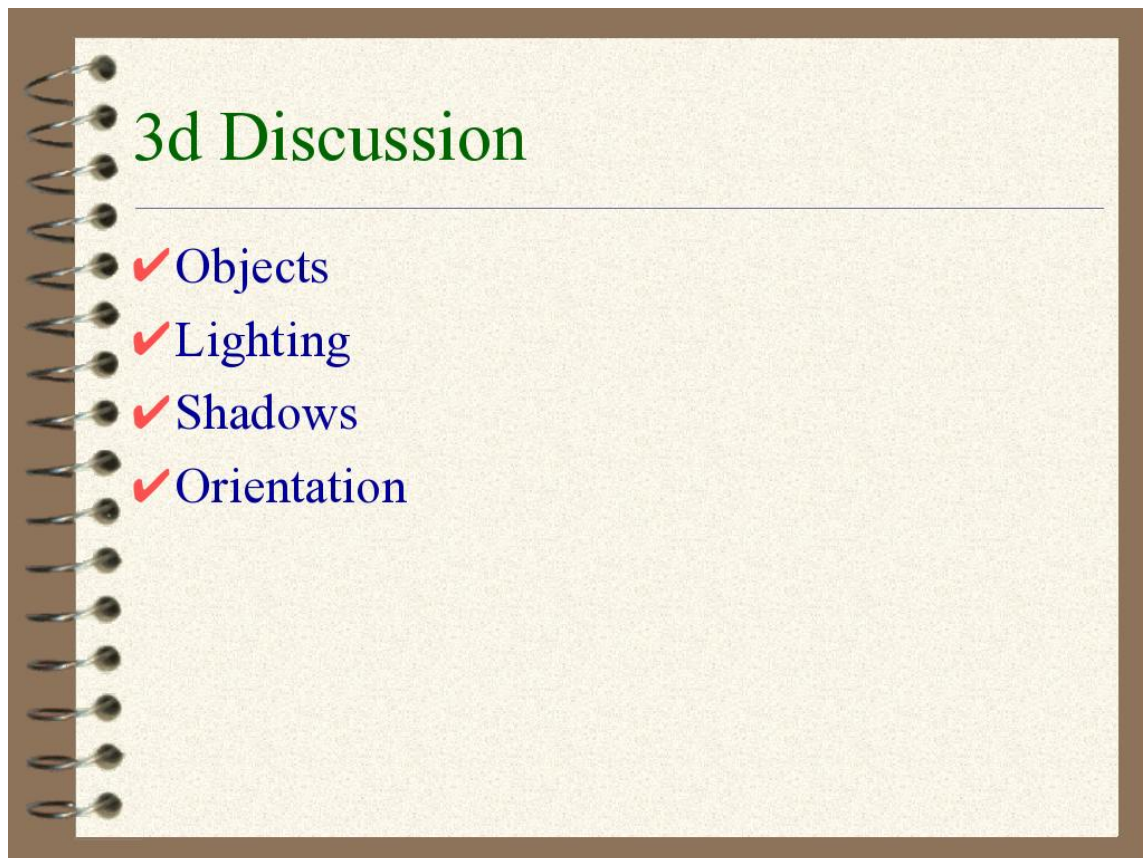 3d Discussion
✔Objects
✔Lighting
✔Shadows
✔Orientation